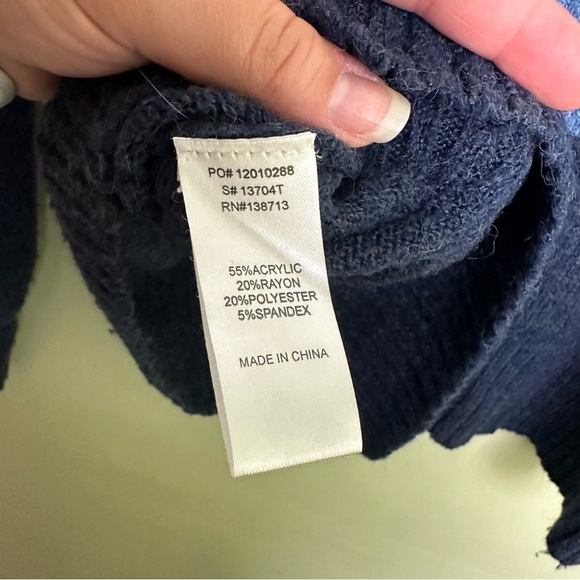 PO# 12010288
S# 13704T
RN#138713
55%ACRYLIC
20%RAYON
20%POLYESTER
5%SPANDEX
MADE IN CHINA